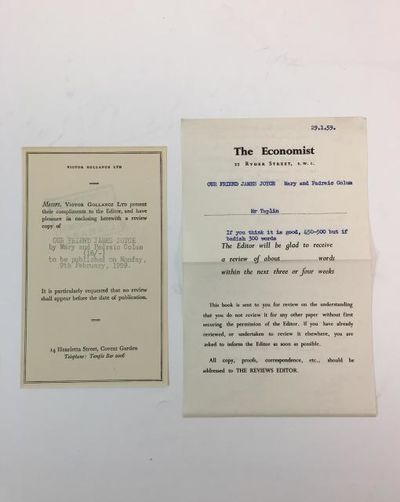 VICTOR GOLLANCZ LTD
Messrs. VICTOR GOLLANCZ LTD present
their compliments to the Editor, and have
pleasure in enclosing herewith a review
copy of
OUR FRIEND JAMES JOYCE
by Mary and Padraic Colum
(16/-)
to be published on Monday,
9th February, 1959.
It is particularly requested that no review
shall appear before the date of publication.
14 Henrietta Street, Covent Garden
Telephone: Temple Bar 2006
29.1.59.
The Economist
22 RYDER STREET, S.W.1.
OUR FRIEND JAMES JOYCE Mary and Padraic Colum
Mr Taplin
If you think it is good, 450-500 but if
badish 300 words
The Editor will be glad to receive
a review of about words
within the next three or four weeks
This book is sent to you for review on the understanding
that you do not review it for any other paper without first
securing the permission of the Editor. If you have already
reviewed, or undertaken to review it elsewhere, you are
asked to inform the Editor as soon as possible.
All copy, proofs, correspondence, etc., should be
addressed to THE REVIEWS EDITOR.